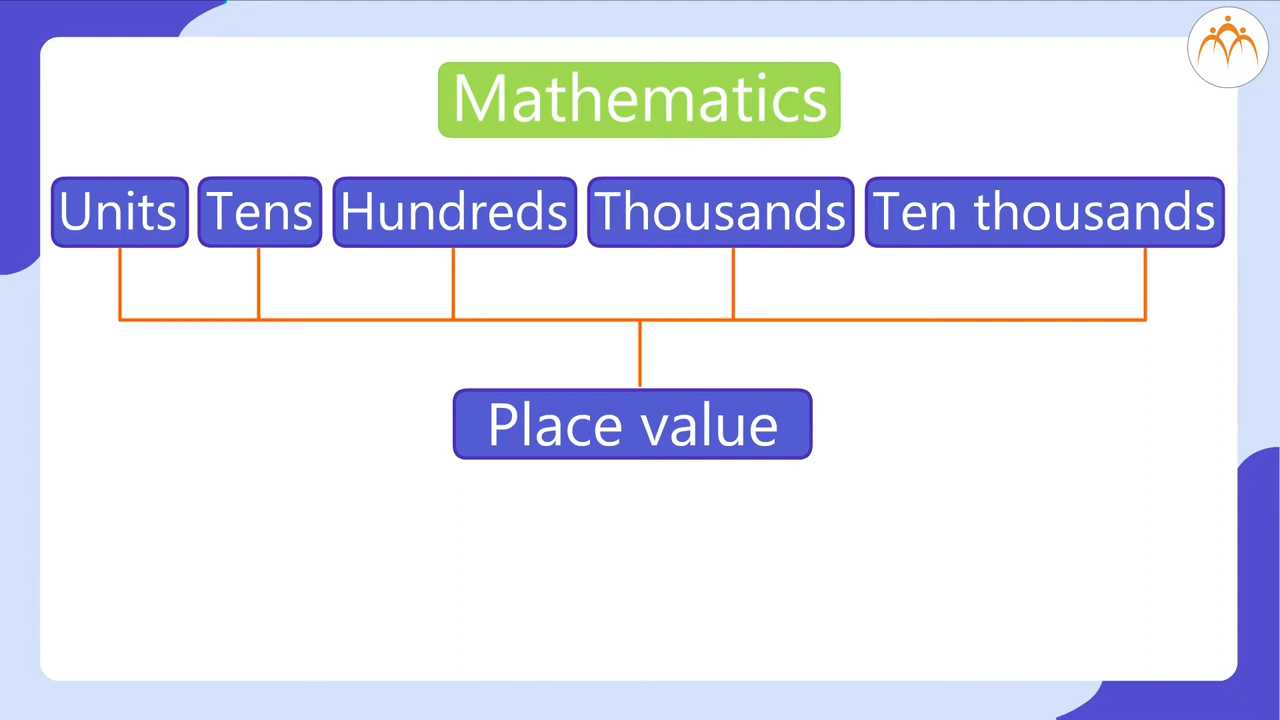 Mathematics
Units Tens Hundreds Thousands Ten thousands
Place value